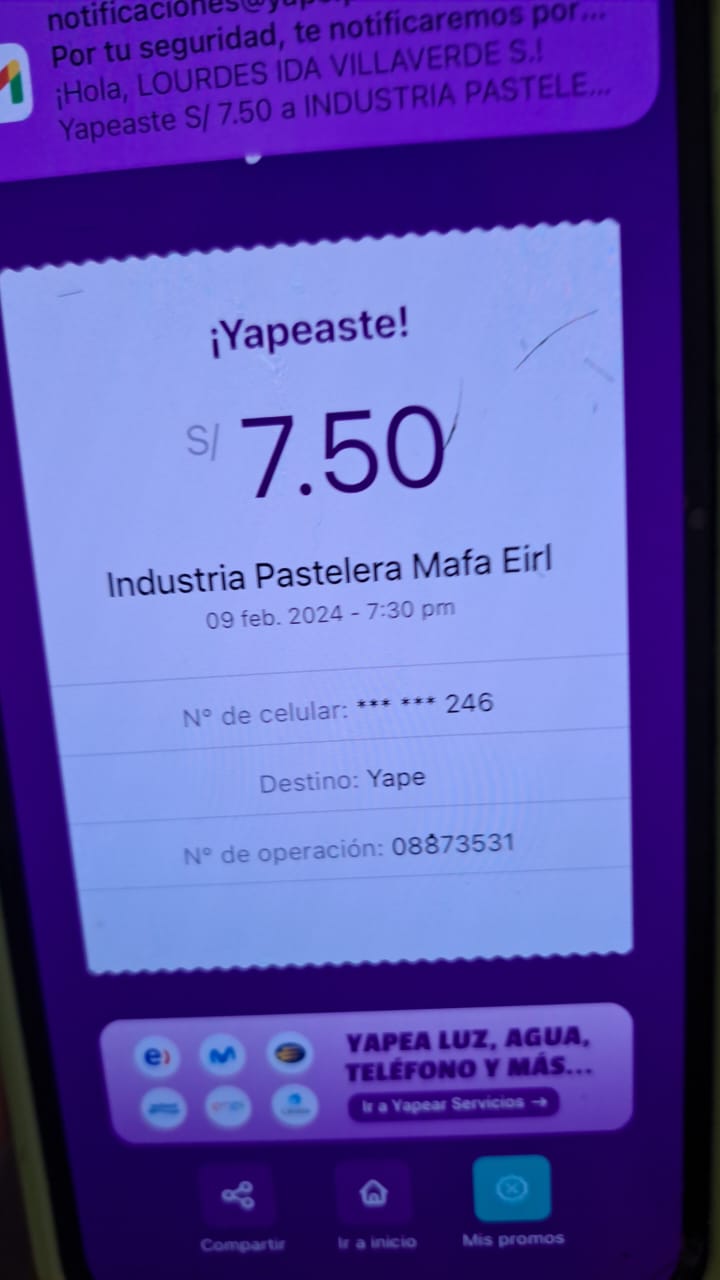 notificaciones@yape
Por tu seguridad, te notificaremos por...
¡Hola, LOURDES IDA VILLAVERDE S.!
Yapeaste S/ 7.50 a INDUSTRIA PASTELE...
¡Yapeaste!
S/ 7.50
Industria Pastelera Mafa Eirl
09 feb. 2024 - 7:30 pm
N° de celular: *** *** 246
Destino: Yape
N° de operación: 08873531
YAPEA LUZ, AGUA,
TELÉFONO Y MÁS...
Ir a Yapear Servicios →
Compartir
Ir a inicio
Mis promos